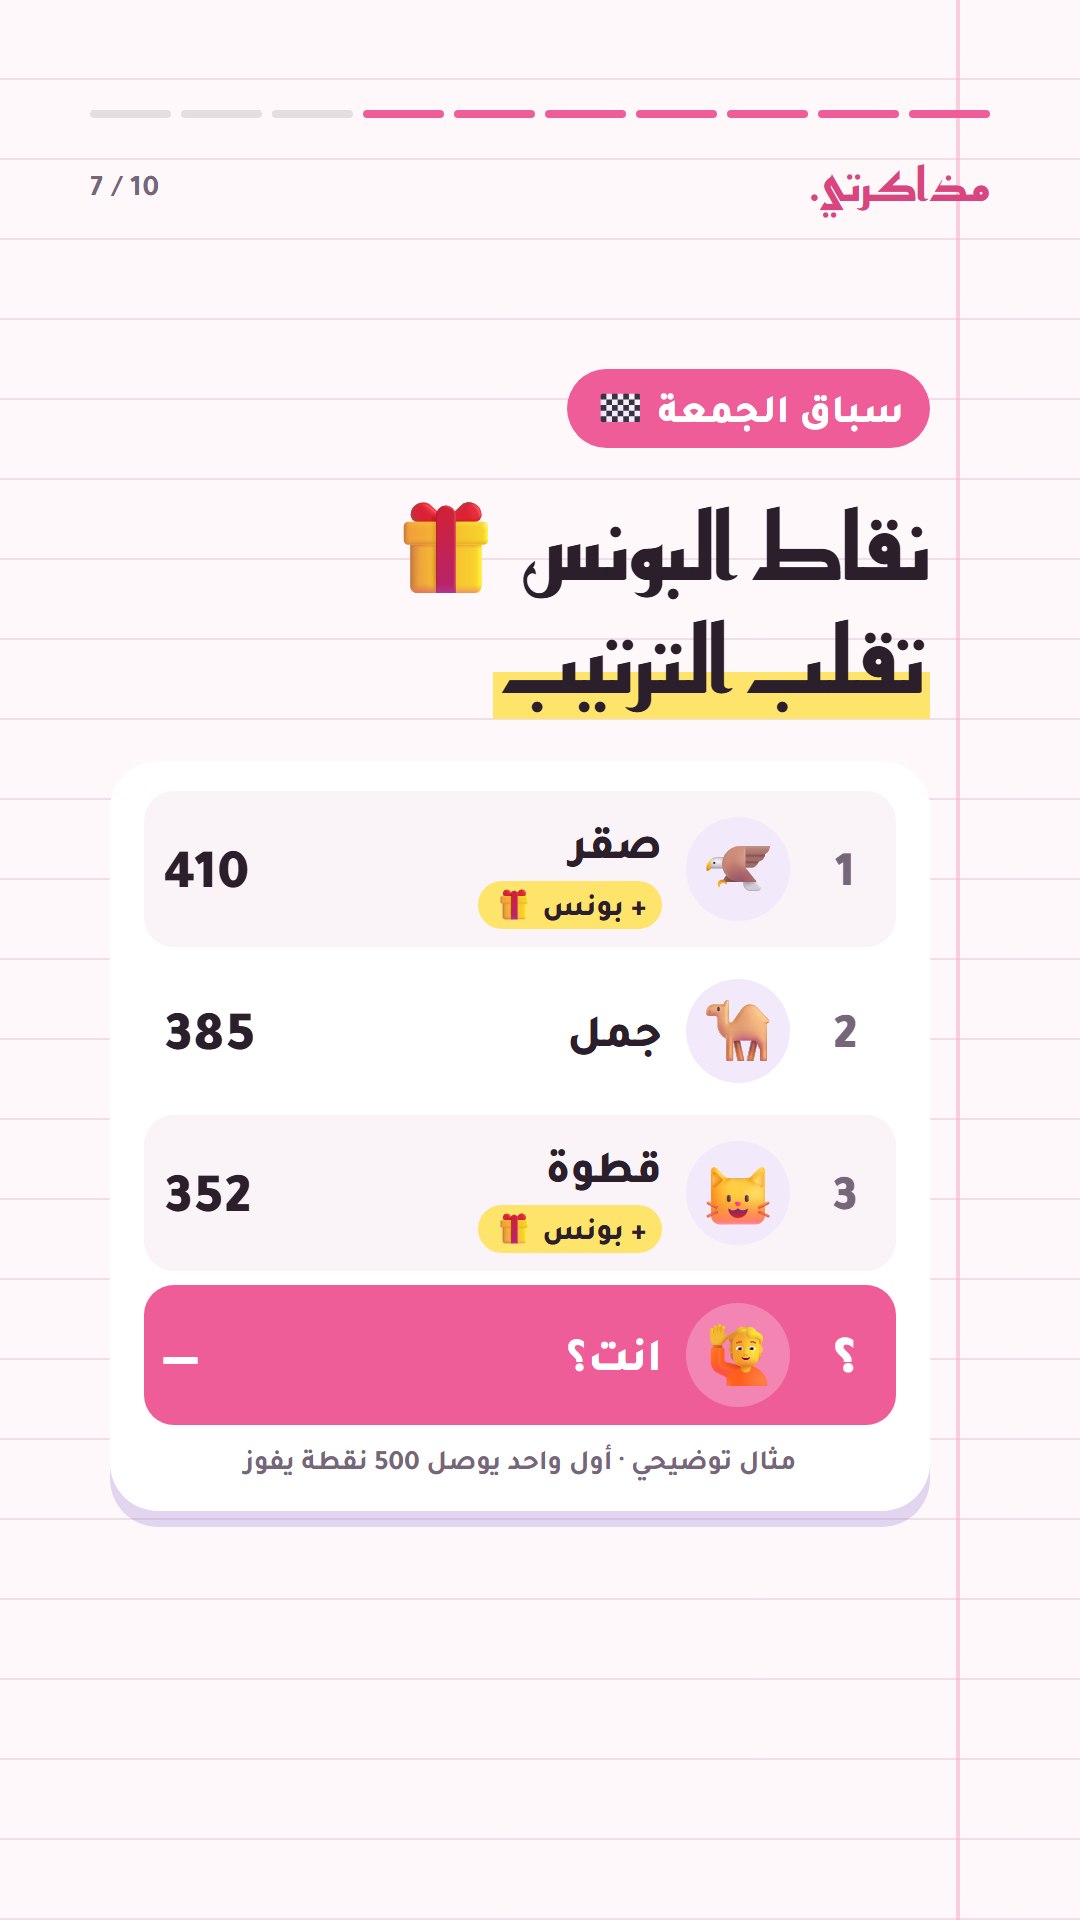 مذاكرتي.
7 / 10
سباق الجمعة
نقاط البونس
تقلب الترتيب
1 صقر 410
+ بونس
2 جمل 385
3 قطوة 352
+ بونس
؟ انت؟ —
مثال توضيحي · أول واحد يوصل 500 نقطة يفوز